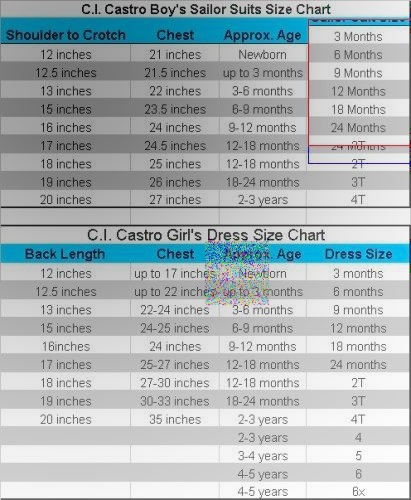 C.I. Castro Boy's Sailor Suits Size Chart
Shoulder to Crotch Chest Approx. Age 3 Months
12 inches 21 inches Newborn 6 Months
12.5 inches 21.5 inches up to 3 months 9 Months
13 inches 22 inches 3-6 months 12 Months
15 inches 23.5 inches 6-9 months 18 Months
16 inches 24 inches 9-12 months 24 Months
17 inches 24.5 inches 12-18 months
18 inches 25 inches 12-18 months 2T
19 inches 26 inches 18-24 months 3T
20 inches 27 inches 2-3 years 4T
C.I. Castro Girl's Dress Size Chart
Back Length Chest Approx. Age Dress Size
12 inches up to 17 inches Newborn 3 months
12.5 inches up to 22 inches up to 3 months 6 months
13 inches 22-24 inches 3-6 months 9 months
15 inches 24-25 inches 6-9 months 12 months
16inches 24 inches 9-12 months 18 months
17 inches 25-27 inches 12-18 months 24 months
18 inches 27-30 inches 12-18 months 2T
19 inches 30-33 inches 18-24 months 3T
20 inches 35 inches 2-3 years 4T
2-3 years 4
3-4 years 5
4-5 years 6
4-5 years 6x